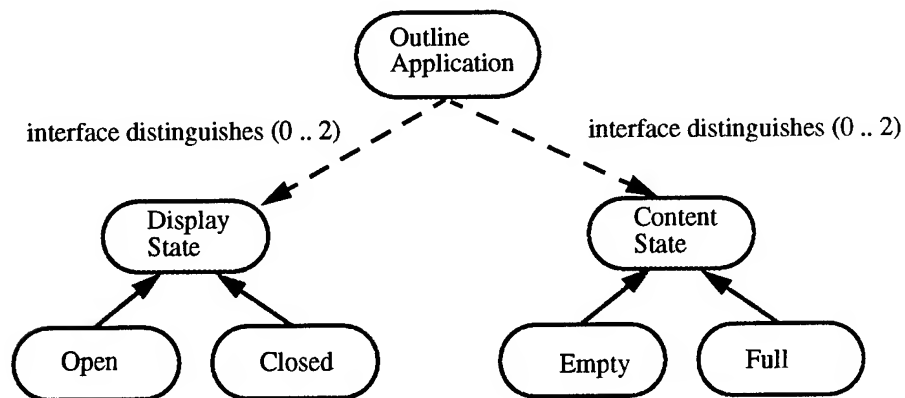 Outline
Application
interface distinguishes (0 .. 2)
interface distinguishes (0 .. 2)
Display
State
Content
State
Open
Closed
Empty
Full